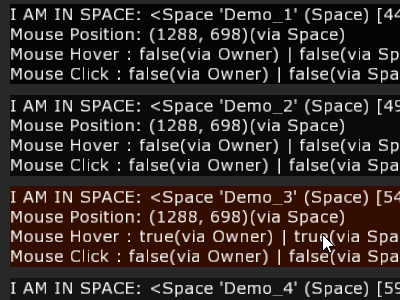 I AM IN SPACE: <Space 'Demo_1' (Space) [44
Mouse Position: (1288, 698)(via Space)
Mouse Hover : false(via Owner) | false(via Spa
Mouse Click : false(via Owner) | false(via Spa
I AM IN SPACE: <Space 'Demo_2' (Space) [49
Mouse Position: (1288, 698)(via Space)
Mouse Hover : false(via Owner) | false(via Spa
Mouse Click : false(via Owner) | false(via Spa
I AM IN SPACE: <Space 'Demo_3' (Space) [54
Mouse Position: (1288, 698)(via Space)
Mouse Hover : true(via Owner) | true(via Spa
Mouse Click : false(via Owner) | false(via Spa
I AM IN SPACE: <Space 'Demo_4' (Space) [59